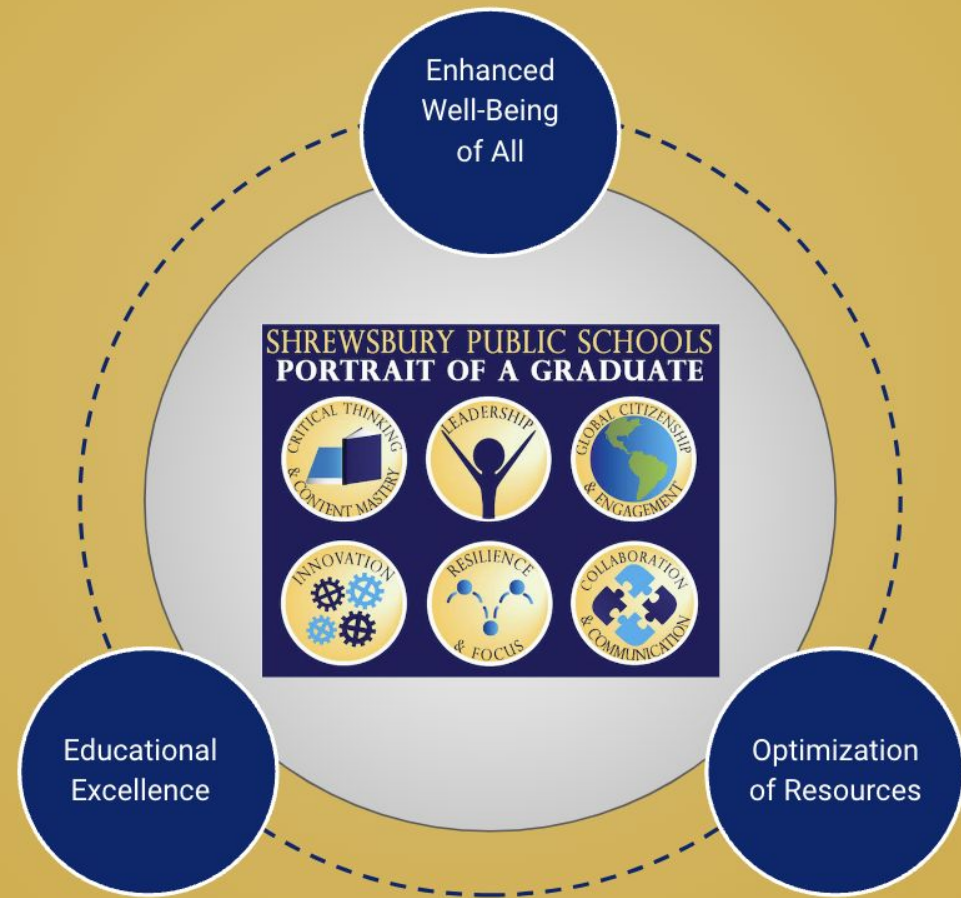 Enhanced
Well-Being
of All
SHREWSBURY PUBLIC SCHOOLS
PORTRAIT OF A GRADUATE
CRITICAL THINKING
& CONTENT MASTERY
LEADERSHIP
GLOBAL CITIZENSHIP
& ENGAGEMENT
INNOVATION
RESILIENCE
& FOCUS
COLLABORATION
& COMMUNICATION
Educational
Excellence
Optimization
of Resources